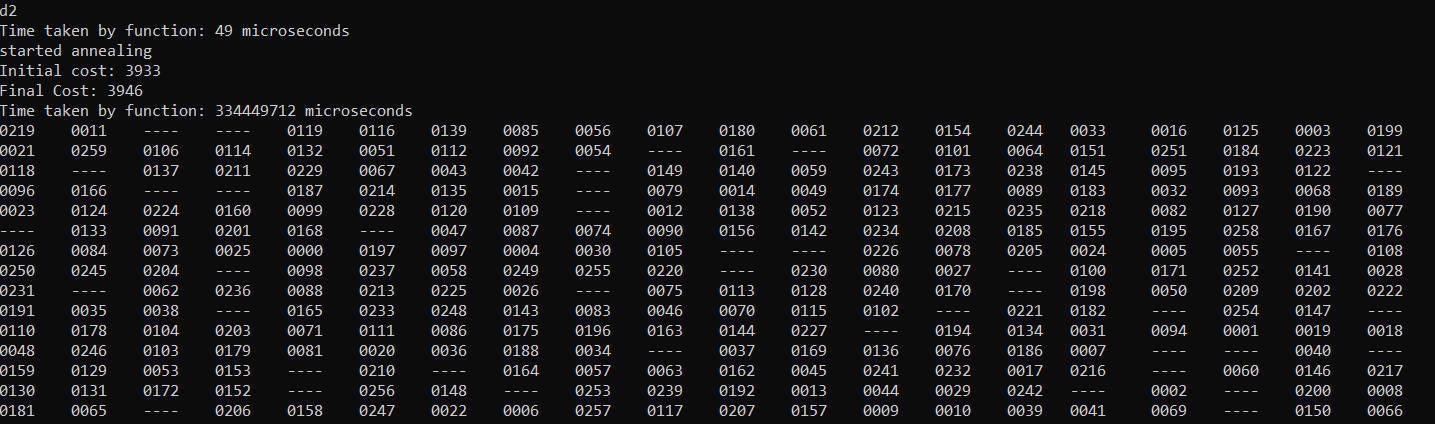 d2
Time taken by function: 49 microseconds
started annealing
Initial cost: 3933
Final Cost: 3946
Time taken by function: 334449712 microseconds
0219 0011 ---- ---- 0119 0116 0139 0085 0056 0107 0180 0061 0212 0154 0244 0033 0016 0125 0003 0199
0021 0259 0106 0114 0132 0051 0112 0092 0054 ---- 0161 ---- 0072 0101 0064 0151 0251 0184 0223 0121
0118 ---- 0137 0211 0229 0067 0043 0042 ---- 0149 0140 0059 0243 0173 0238 0145 0095 0193 0122 ----
0096 0166 ---- ---- 0187 0214 0135 0015 ---- 0079 0014 0049 0174 0177 0089 0183 0032 0093 0068 0189
0023 0124 0224 0160 0099 0228 0120 0109 ---- 0012 0138 0052 0123 0215 0235 0218 0082 0127 0190 0077
---- 0133 0091 0201 0168 ---- 0047 0087 0074 0090 0156 0142 0234 0208 0185 0155 0195 0258 0167 0176
0126 0084 0073 0025 0000 0197 0097 0004 0030 0105 ---- ---- 0226 0078 0205 0024 0005 0055 ---- 0108
0250 0245 0204 ---- 0098 0237 0058 0249 0255 0220 ---- 0230 0080 0027 ---- 0100 0171 0252 0141 0028
0231 ---- 0062 0236 0088 0213 0225 0026 ---- 0075 0113 0128 0240 0170 ---- 0198 0050 0209 0202 0222
0191 0035 0038 ---- 0165 0233 0248 0143 0083 0046 0070 0115 0102 ---- 0221 0182 ---- 0254 0147 ----
0110 0178 0104 0203 0071 0111 0086 0175 0196 0163 0144 0227 ---- 0194 0134 0031 0094 0001 0019 0018
0048 0246 0103 0179 0081 0020 0036 0188 0034 ---- 0037 0169 0136 0076 0186 0007 ---- ---- 0040 ----
0159 0129 0053 0153 ---- 0210 ---- 0164 0057 0063 0162 0045 0241 0232 0017 0216 ---- 0060 0146 0217
0130 0131 0172 0152 ---- 0256 0148 ---- 0253 0239 0192 0013 0044 0029 0242 ---- 0002 ---- 0200 0008
0181 0065 ---- 0206 0158 0247 0022 0006 0257 0117 0207 0157 0009 0010 0039 0041 0069 ---- 0150 0066